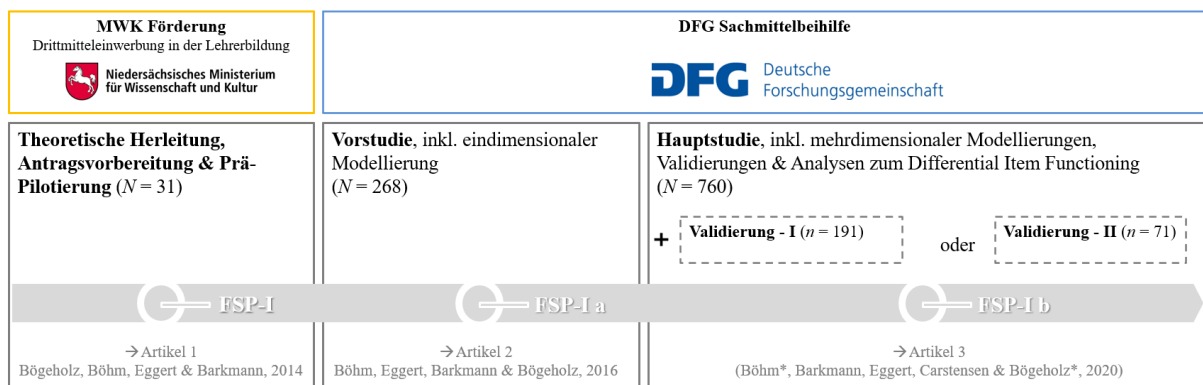 MWK Förderung
Drittmitteleinwerbung in der Lehrerbildung
Niedersächsisches Ministerium
für Wissenschaft und Kultur
DFG Sachmittelbeihilfe
DFG Deutsche
Forschungsgemeinschaft
Theoretische Herleitung,
Antragsvorbereitung & Prä-
Pilotierung (N = 31)
Vorstudie, inkl. eindimensionaler
Modellierung
(N = 268)
Hauptstudie, inkl. mehrdimensionaler Modellierungen,
Validierungen & Analysen zum Differential Item Functioning
(N = 760)
+ Validierung - I (n = 191) oder Validierung - II (n = 71)
FSP-I
FSP-I a
FSP-I b
→ Artikel 1
Bögeholz, Böhm, Eggert & Barkmann, 2014
→ Artikel 2
Böhm, Eggert, Barkmann & Bögeholz, 2016
→ Artikel 3
(Böhm*, Barkmann, Eggert, Carstensen & Bögeholz*, 2020)